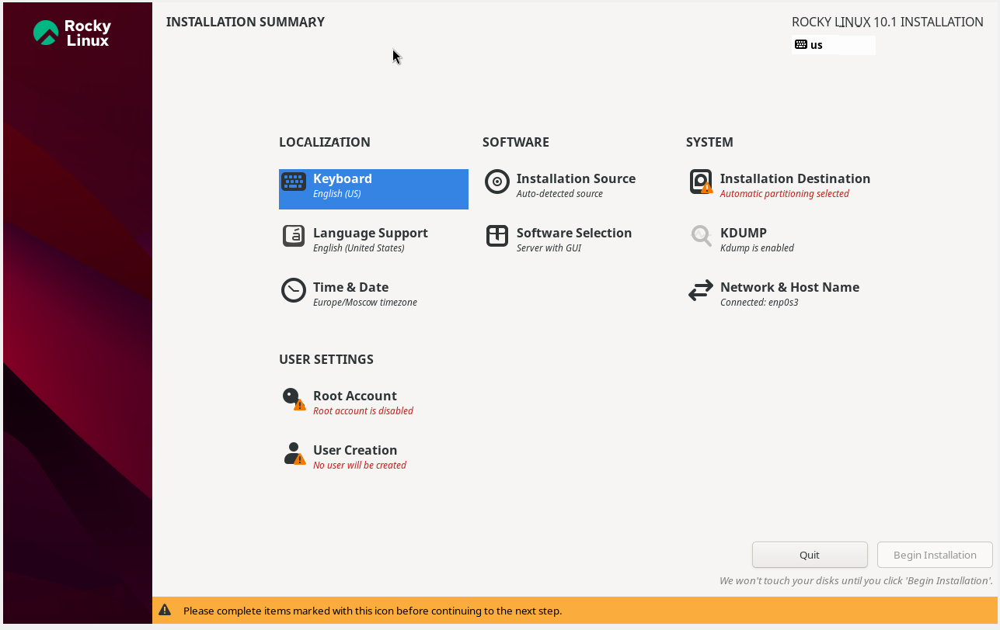 Rocky
Linux
INSTALLATION SUMMARY
ROCKY LINUX 10.1 INSTALLATION
us
LOCALIZATION
Keyboard
English (US)
Language Support
English (United States)
Time & Date
Europe/Moscow timezone
SOFTWARE
Installation Source
Auto-detected source
Software Selection
Server with GUI
SYSTEM
Installation Destination
Automatic partitioning selected
KDUMP
Kdump is enabled
Network & Host Name
Connected: enp0s3
USER SETTINGS
Root Account
Root account is disabled
User Creation
No user will be created
Quit
Begin Installation
We won't touch your disks until you click 'Begin Installation'.
Please complete items marked with this icon before continuing to the next step.